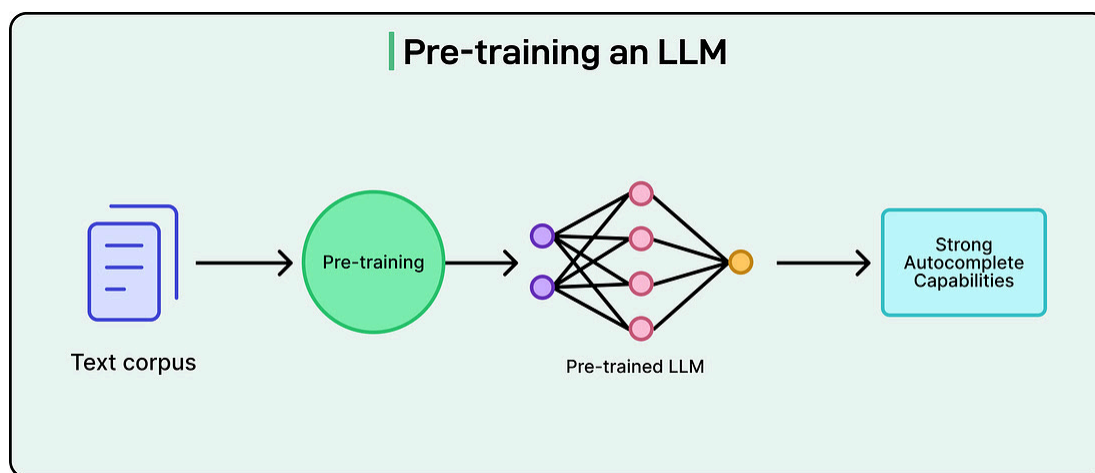 Pre-training an LLM
Text corpus
Pre-training
Pre-trained LLM
Strong
Autocomplete
Capabilities